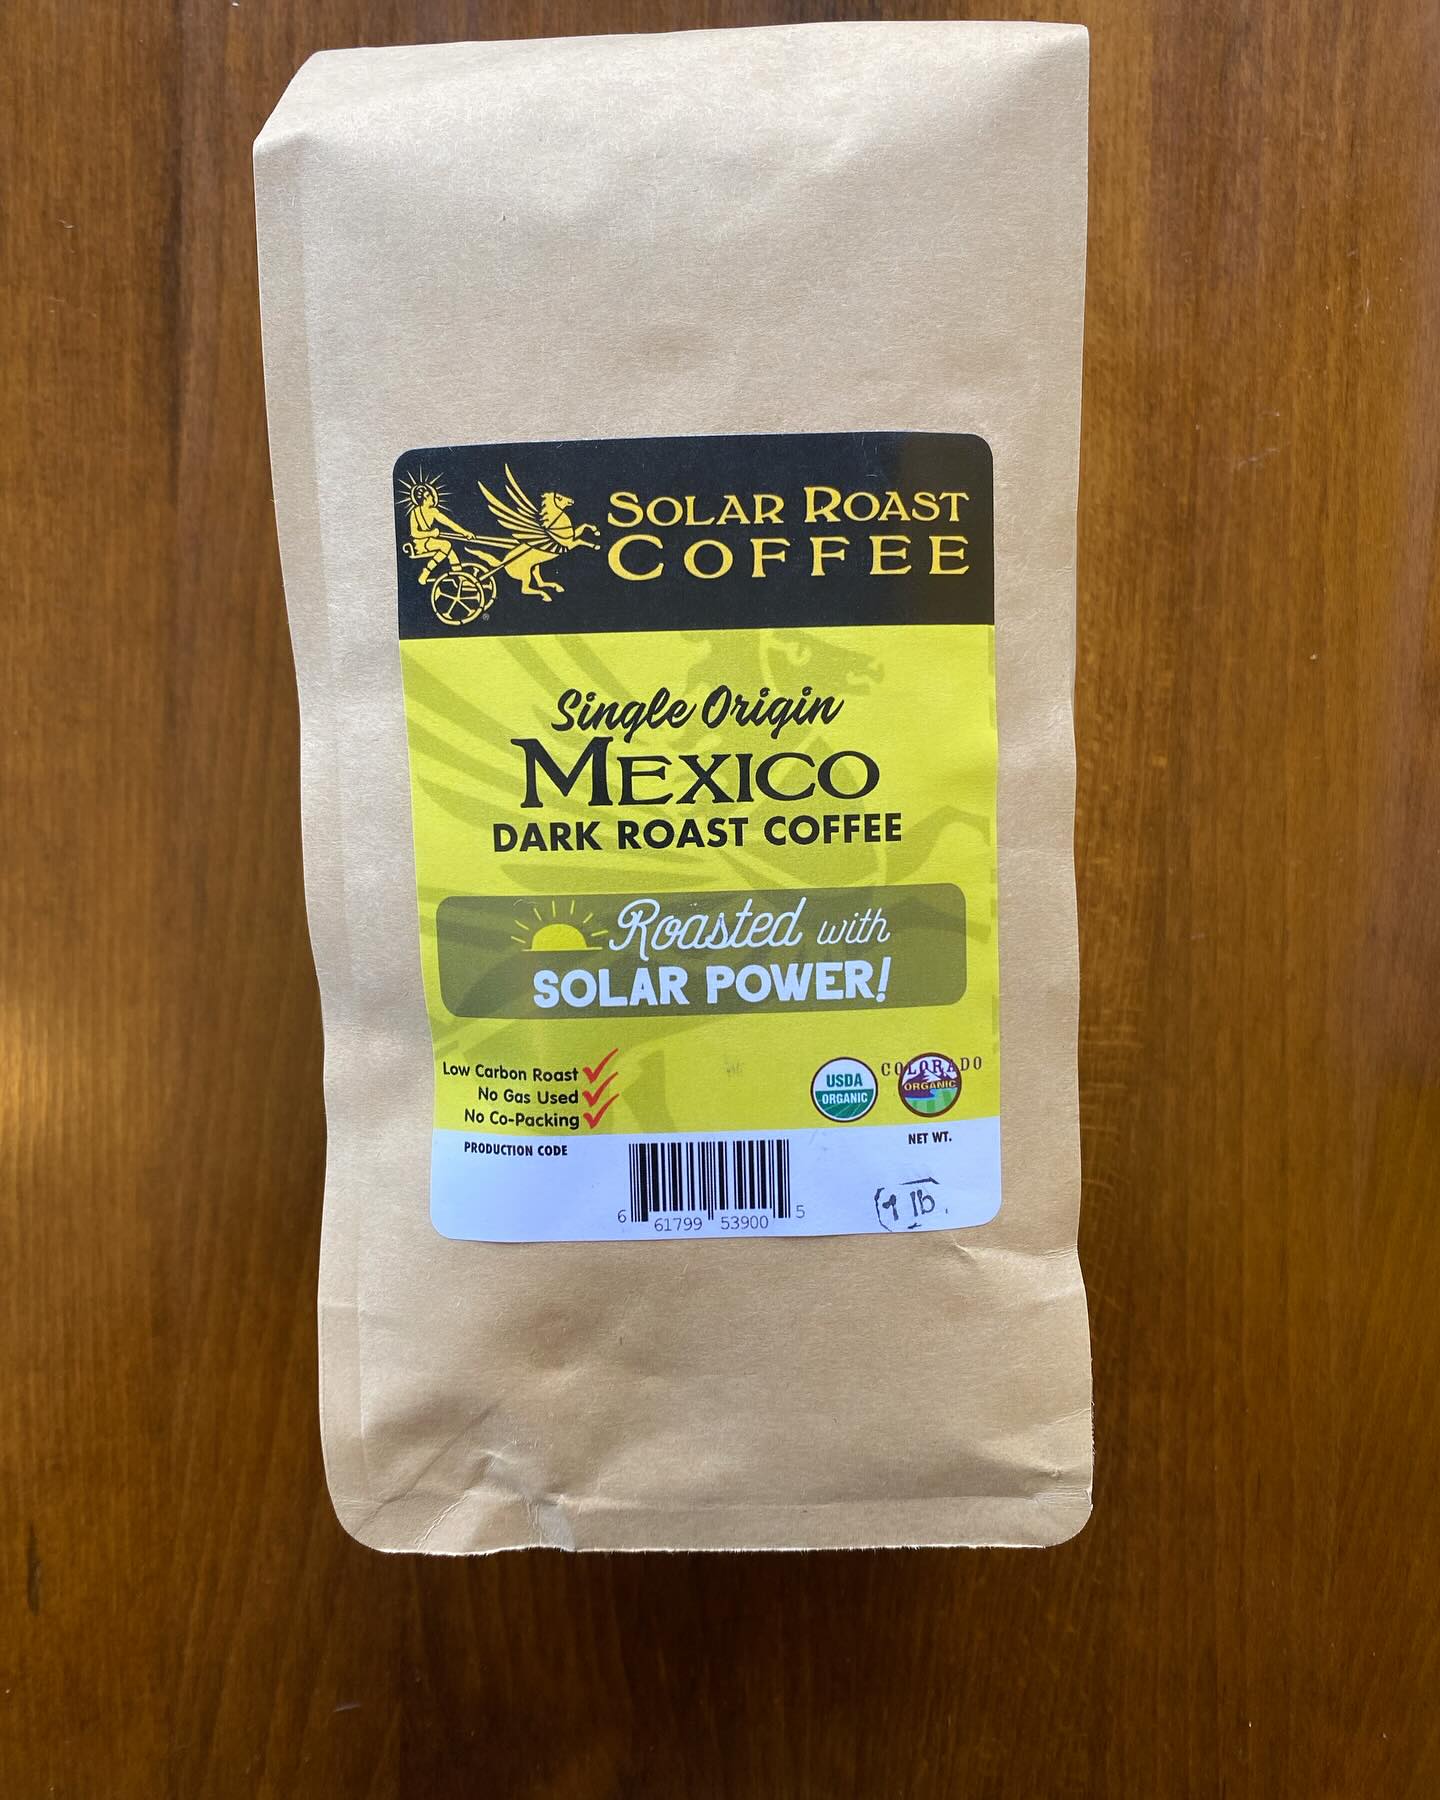 SOLAR ROAST
COFFEE
®
Single Origin
MEXICO
DARK ROAST COFFEE
Roasted with
SOLAR POWER!
Low Carbon Roast
No Gas Used
No Co-Packing
USDA
ORGANIC
COLORADO
ORGANIC
PRODUCTION CODE
NET WT.
1 lb.
6 61799 53900 5